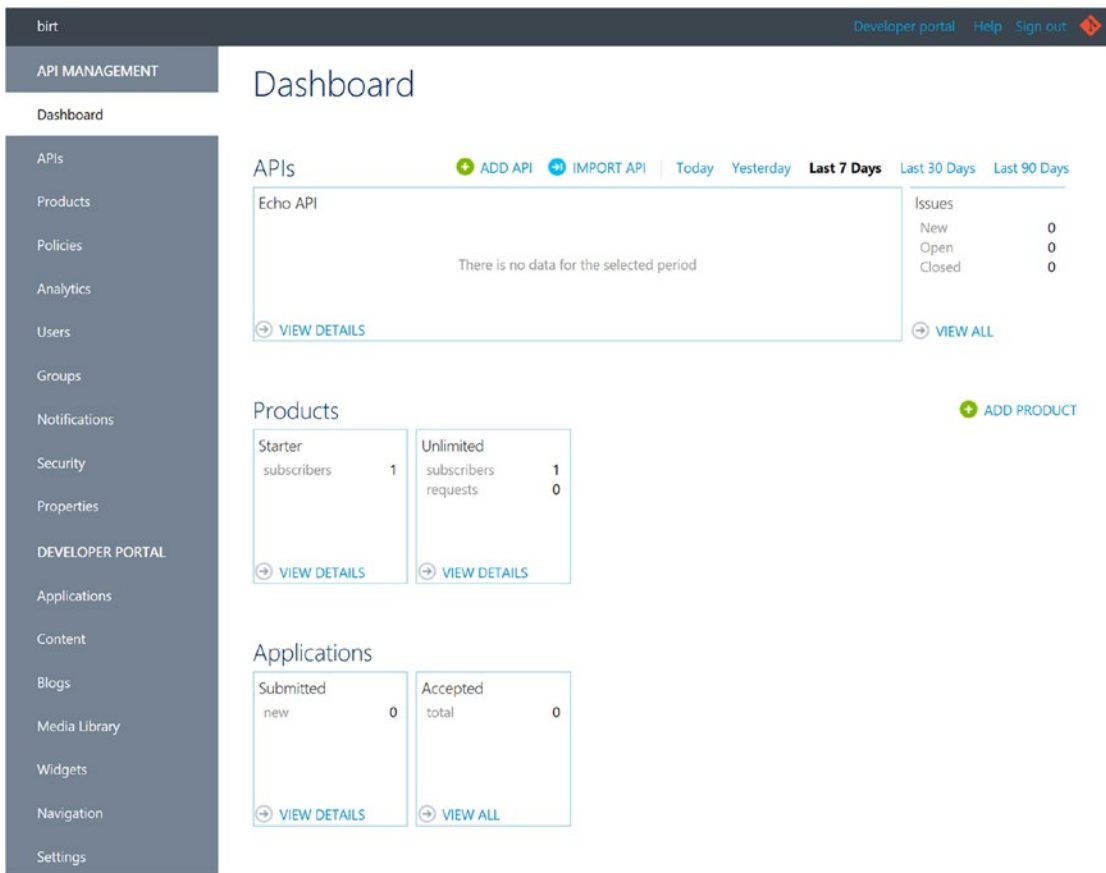 birt
Developer portal Help Sign out
API MANAGEMENT
Dashboard
APIs
Products
Policies
Analytics
Users
Groups
Notifications
Security
Properties
DEVELOPER PORTAL
Applications
Content
Blogs
Media Library
Widgets
Navigation
Settings
Dashboard
APIs
ADD API IMPORT API Today Yesterday Last 7 Days Last 30 Days Last 90 Days
Echo API
There is no data for the selected period
VIEW DETAILS
Issues
New 0
Open 0
Closed 0
VIEW ALL
Products
ADD PRODUCT
Starter
subscribers 1
VIEW DETAILS
Unlimited
subscribers 1
requests 0
VIEW DETAILS
Applications
Submitted
new 0
VIEW DETAILS
Accepted
total 0
VIEW ALL